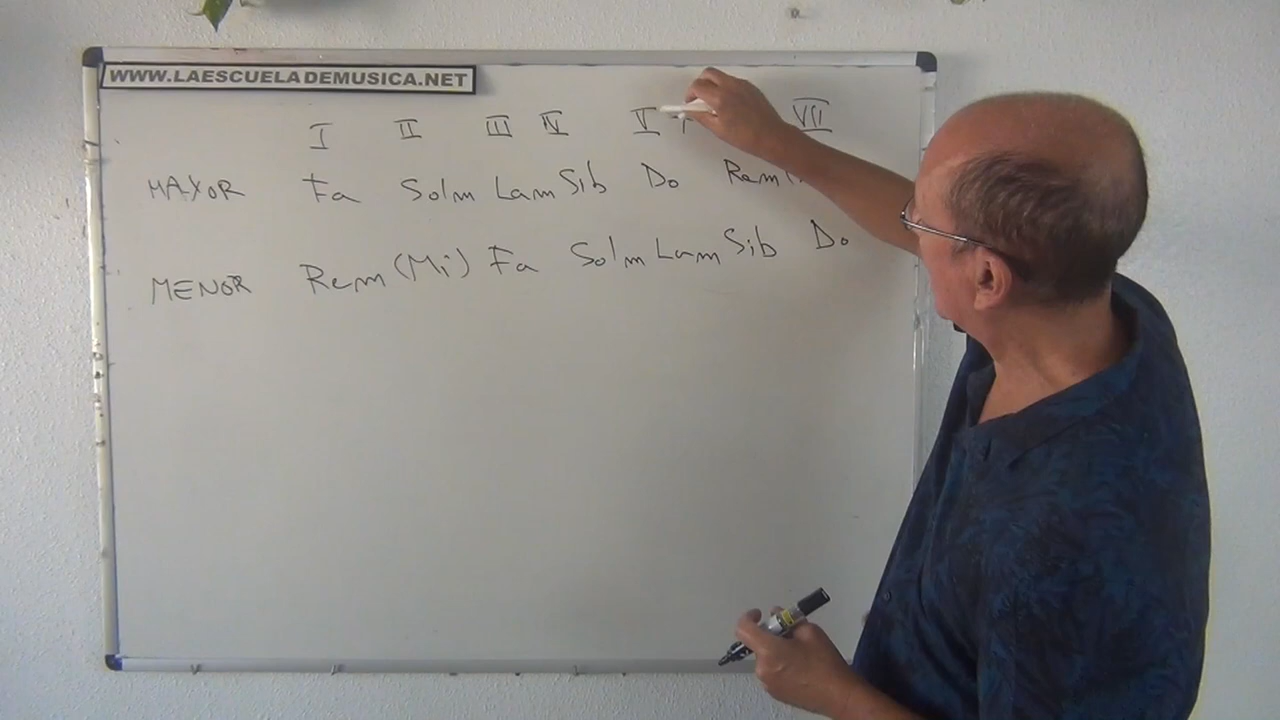 WWW.LAESCUELADEMUSICA.NET
I II III IV V VII
MAYOR Fa Solm Lam Sib Do Rem
MENOR Rem (Mi) Fa Solm Lam Sib Do